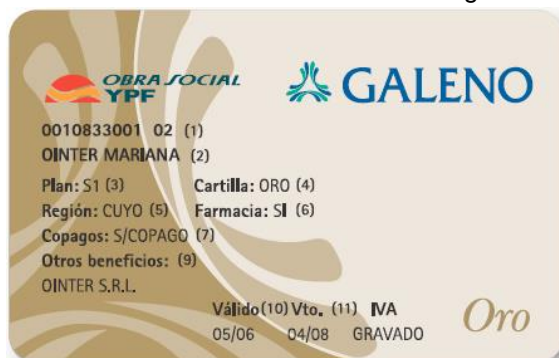 OBRA SOCIAL
YPF
GALENO
0010833001 02 (1)
OINTER MARIANA (2)
Plan: S1 (3) Cartilla: ORO (4)
Región: CUYO (5) Farmacia: SI (6)
Copagos: S/COPAGO (7)
Otros beneficios: (9)
OINTER S.R.L.
Válido(10) Vto. (11) IVA
05/06 04/08 GRAVADO
Oro